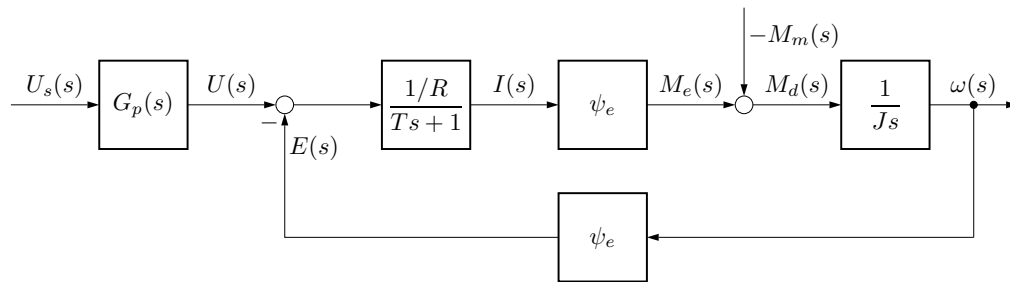 −M_m(s)
U_s(s)
G_p(s)
U(s)
−
E(s)
1/R
Ts + 1
I(s)
ψ_e
M_e(s)
M_d(s)
1
Js
ω(s)
ψ_e